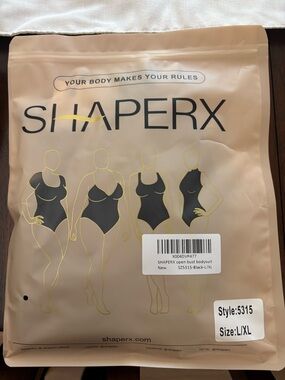 YOUR BODY MAKES YOUR RULES
SHAPERX
SHAPERX open bust bodysuit
New SZ5315-Black-L/XL
Style:5315
Size:L/XL
shaperx.com